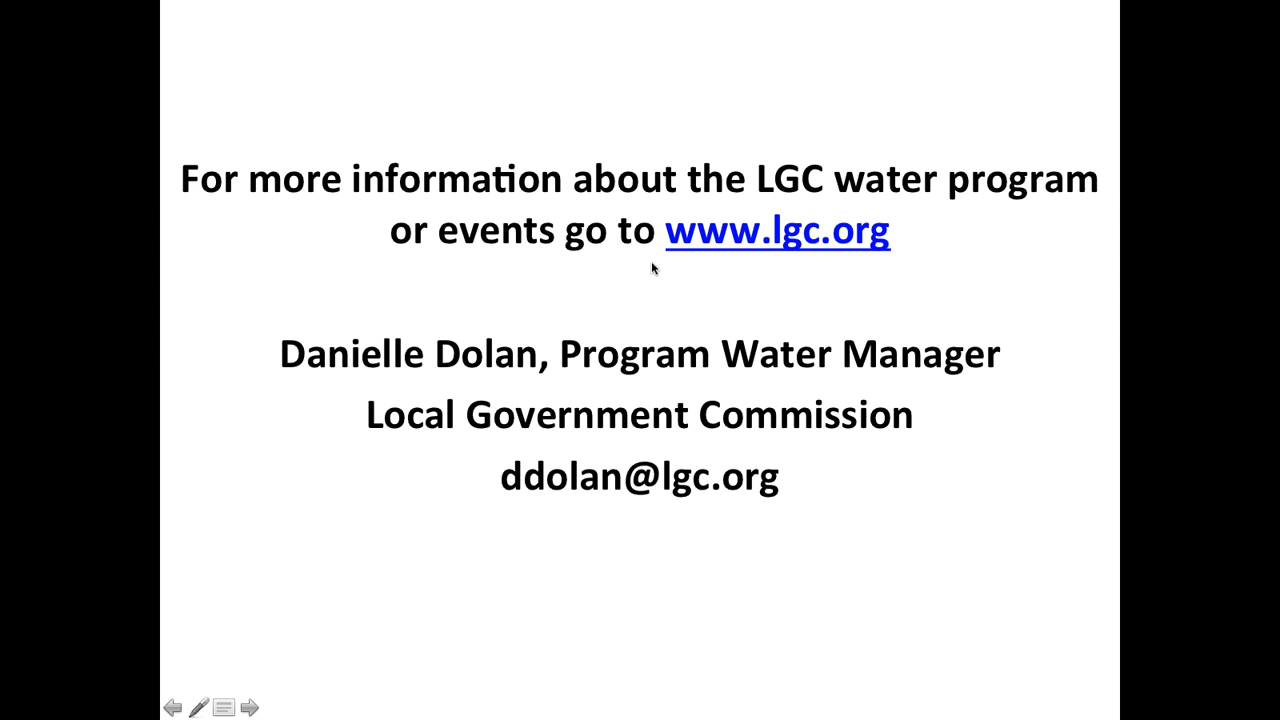 For more information about the LGC water program
or events go to www.lgc.org
Danielle Dolan, Program Water Manager
Local Government Commission
ddolan@lgc.org